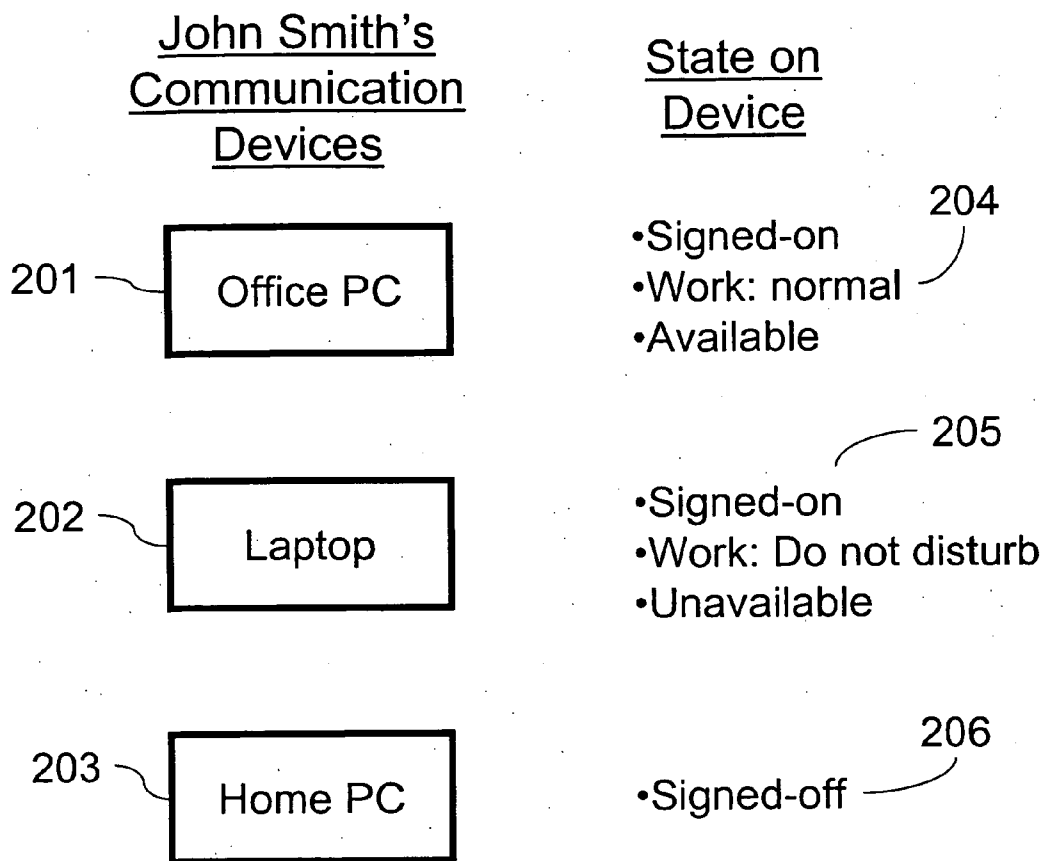 John Smith's
Communication
Devices
State on
Device
201
Office PC
•Signed-on
204
•Work: normal
•Available
202
Laptop
205
•Signed-on
•Work: Do not disturb
•Unavailable
203
Home PC
206
•Signed-off